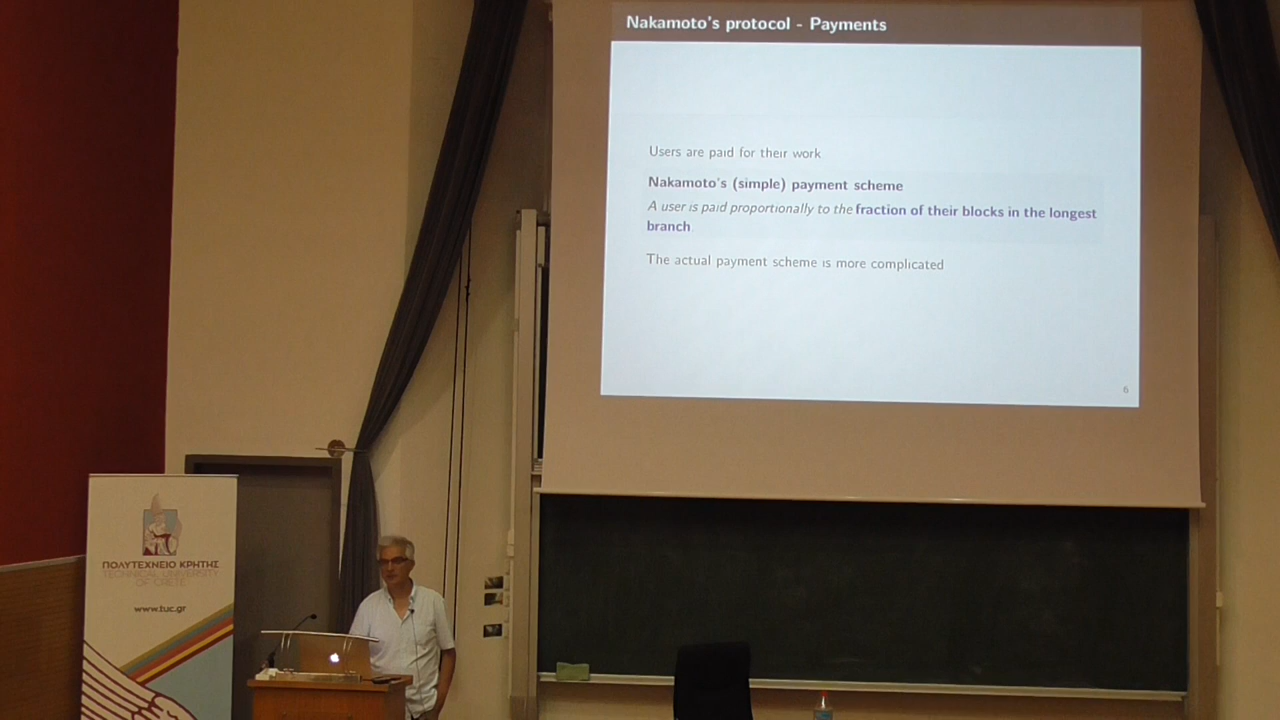 Nakamoto's protocol - Payments
Users are paid for their work
Nakamoto's (simple) payment scheme
A user is paid proportionally to the fraction of their blocks in the longest
branch
The actual payment scheme is more complicated
6
ΠΟΛΥΤΕΧΝΕΙΟ ΚΡΗΤΗΣ
TECHNICAL UNIVERSITY
OF CRETE
www.tuc.gr